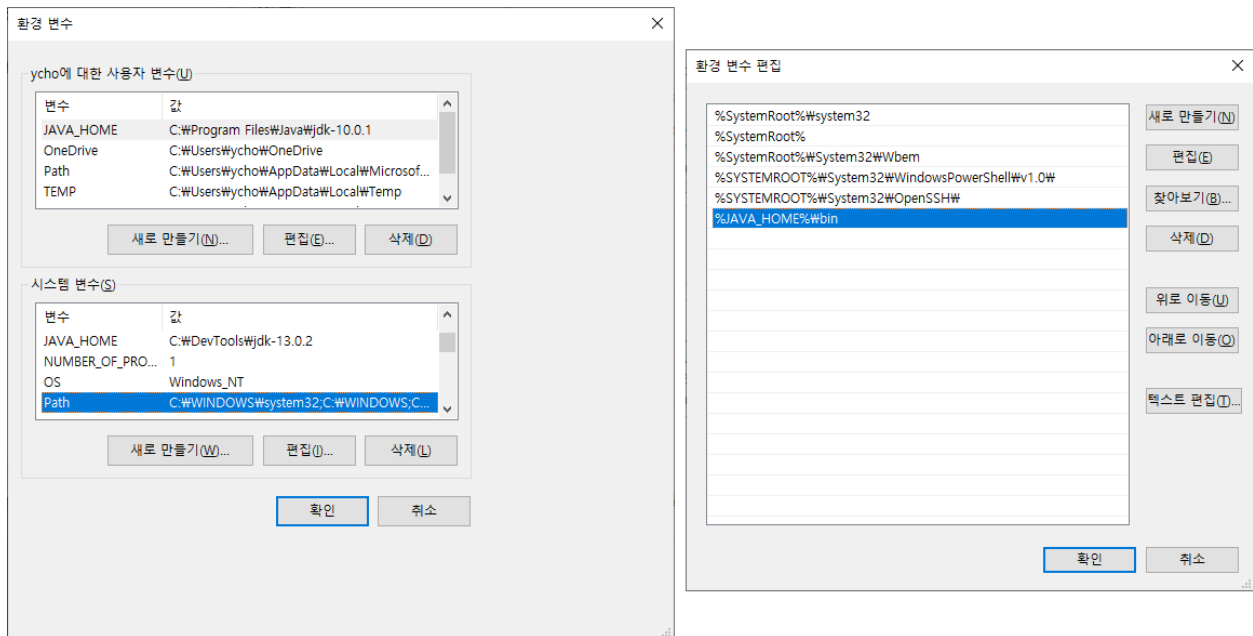 환경 변수
ycho에 대한 사용자 변수(U)
변수 값
JAVA_HOME C:₩Program Files₩Java₩jdk-10.0.1
OneDrive C:₩Users₩ycho₩OneDrive
Path C:₩Users₩ycho₩AppData₩Local₩Microsof...
TEMP C:₩Users₩ycho₩AppData₩Local₩Temp
새로 만들기(N)... 편집(E)... 삭제(D)
시스템 변수(S)
변수 값
JAVA_HOME C:₩DevTools₩jdk-13.0.2
NUMBER_OF_PRO... 1
OS Windows_NT
Path C:₩WINDOWS₩system32;C:₩WINDOWS;C...
새로 만들기(W)... 편집(I)... 삭제(L)
확인 취소
환경 변수 편집
%SystemRoot%₩system32
%SystemRoot%
%SystemRoot%₩System32₩Wbem
%SYSTEMROOT%₩System32₩WindowsPowerShell₩v1.0₩
%SYSTEMROOT%₩System32₩OpenSSH₩
%JAVA_HOME%₩bin
새로 만들기(N)
편집(E)
찾아보기(B)...
삭제(D)
위로 이동(U)
아래로 이동(O)
텍스트 편집(T)...
확인 취소